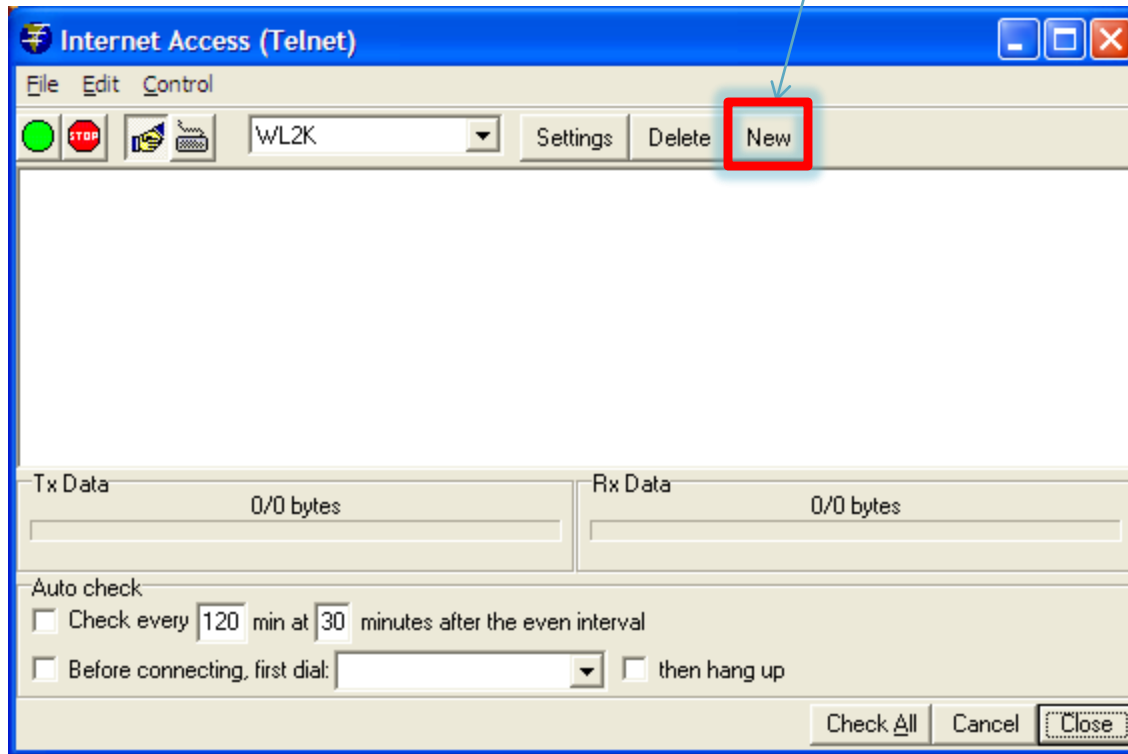 Internet Access (Telnet)
File Edit Control
STOP WL2K Settings Delete New
Tx Data Rx Data
0/0 bytes 0/0 bytes
Auto check
Check every 120 min at 30 minutes after the even interval
Before connecting, first dial: then hang up
Check All Cancel Close